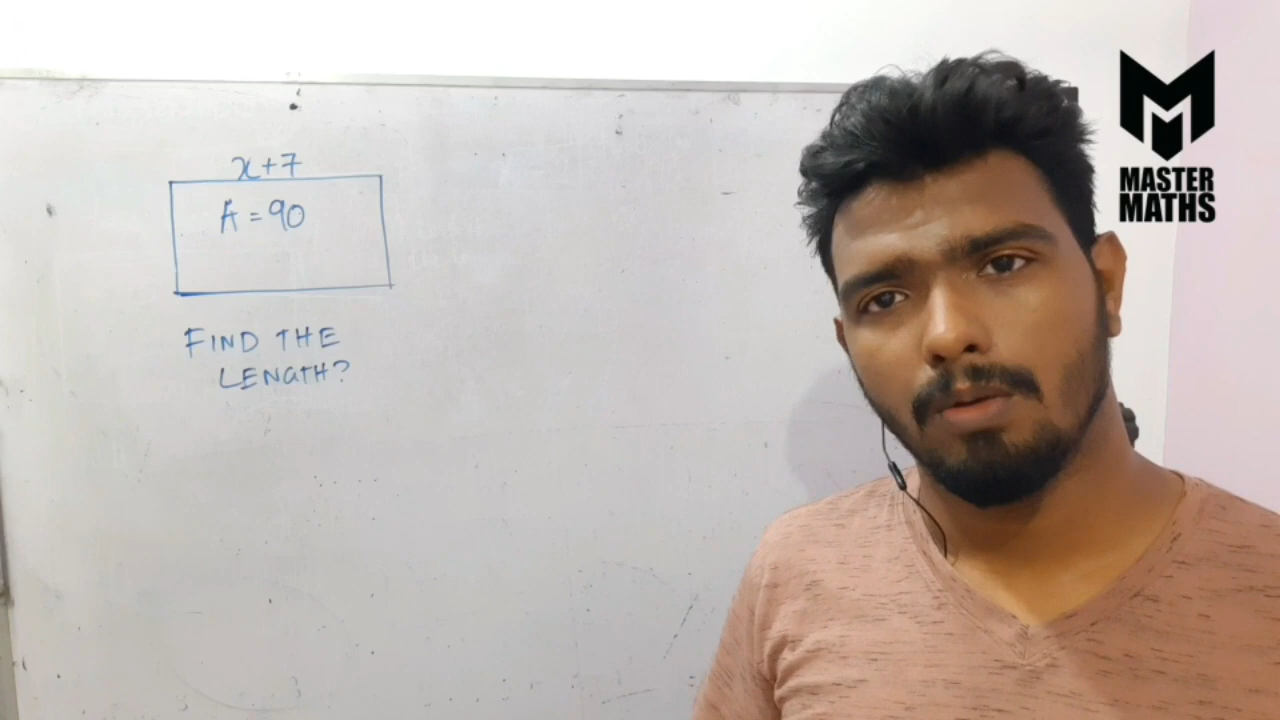 x+7
A = 90
FIND THE
LENGTH?
MASTER
MATHS